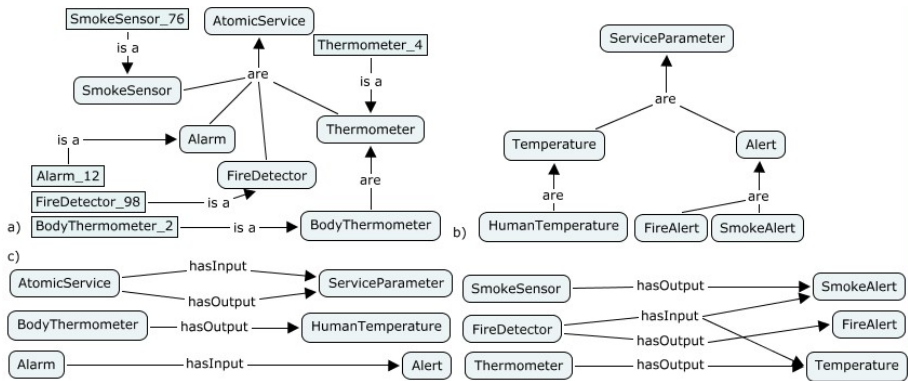 SmokeSensor_76
AtomicService
Thermometer_4
is a
are
is a
SmokeSensor
Thermometer
is a
Alarm
Alarm_12
FireDetector
are
FireDetector_98
is a
a)
BodyThermometer_2
is a
BodyThermometer
ServiceParameter
are
Temperature
Alert
are
are
b)
HumanTemperature
FireAlert
SmokeAlert
c)
AtomicService
hasInput
hasOutput
ServiceParameter
BodyThermometer
hasOutput
HumanTemperature
Alarm
hasInput
Alert
SmokeSensor
hasOutput
SmokeAlert
FireDetector
hasInput
hasOutput
FireAlert
Thermometer
hasOutput
Temperature